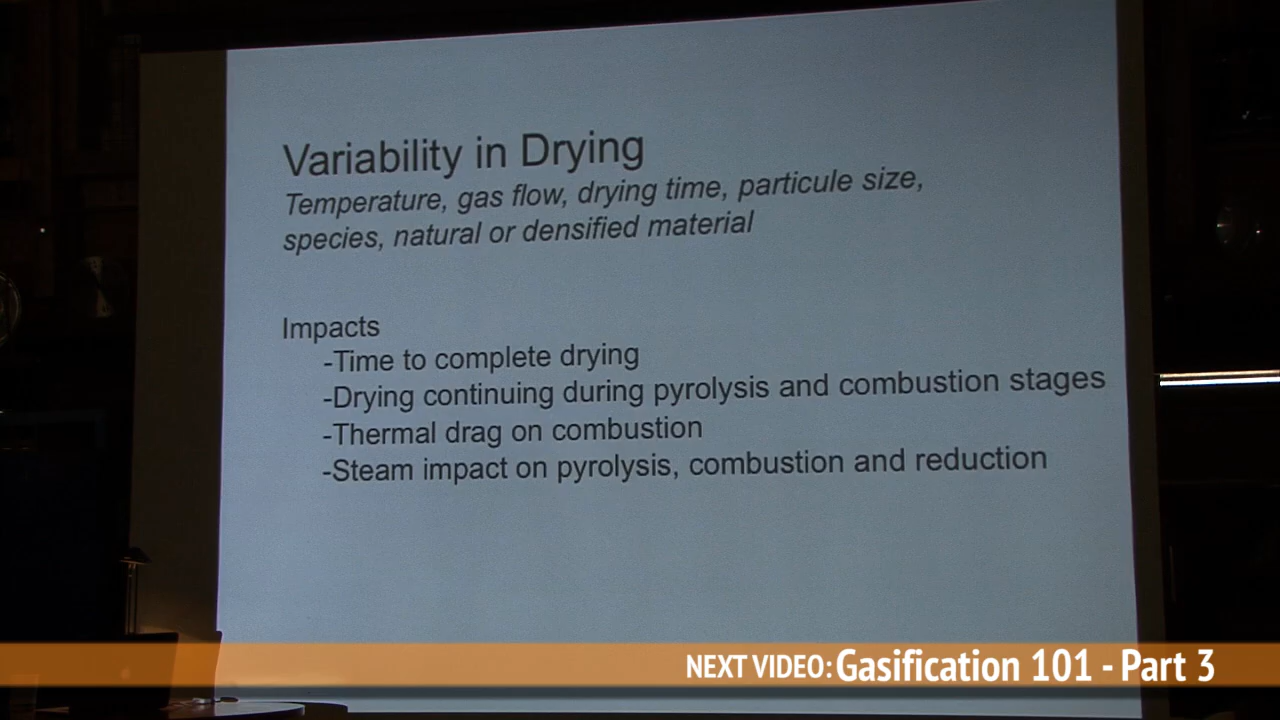 Variability in Drying
Temperature, gas flow, drying time, particule size,
species, natural or densified material
Impacts
-Time to complete drying
-Drying continuing during pyrolysis and combustion stages
-Thermal drag on combustion
-Steam impact on pyrolysis, combustion and reduction
NEXT VIDEO: Gasification 101 - Part 3